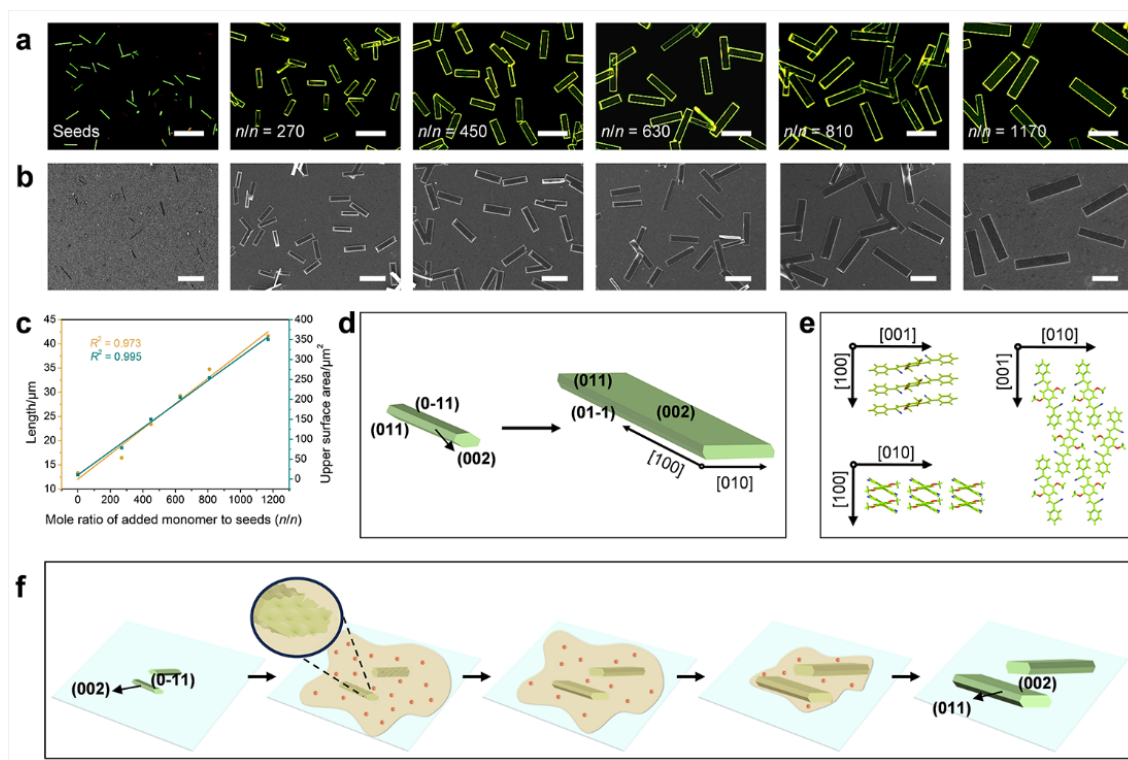 a
Seeds
n/n = 270
n/n = 450
n/n = 630
n/n = 810
n/n = 1170
b
c
R² = 0.973
R² = 0.995
45
40
35
30
25
20
15
10
Length/μm
400
350
300
250
200
150
100
50
0
Upper surface area/μm²
0 200 400 600 800 1000 1200
Mole ratio of added monomer to seeds (n/n)
d
(0-11)
(011)
(002)
(011)
(01-1)
(002)
[100]
[010]
e
[001]
[100]
[010]
[001]
[010]
[100]
f
(002)
(0-11)
(002)
(011)